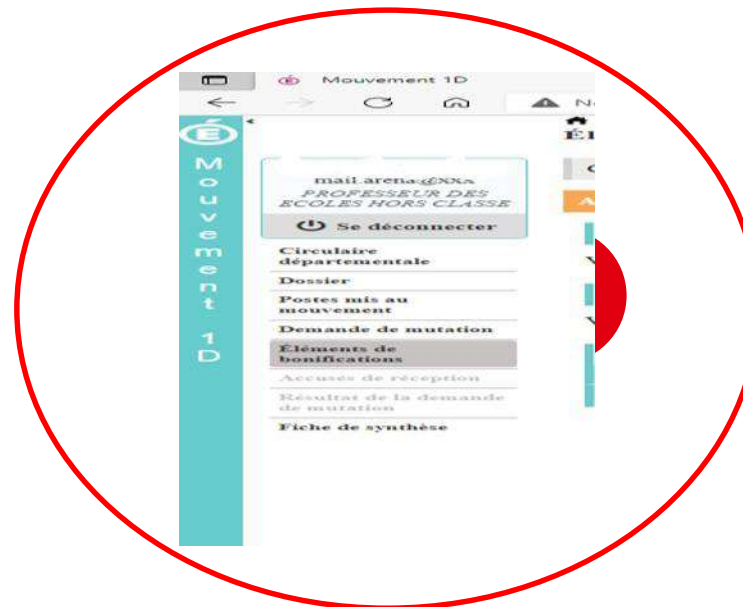 Mouvement 1D
É
Mouvement 1D
PROFESSEUR DES
ECOLES HORS CLASSE
Se déconnecter
Circulaire
départementale
Dossier
Postes mis au
mouvement
Demande de mutation
Éléments de
bonifications
Accusés de réception
Résultat de la demande
de mutation
Fiche de synthèse